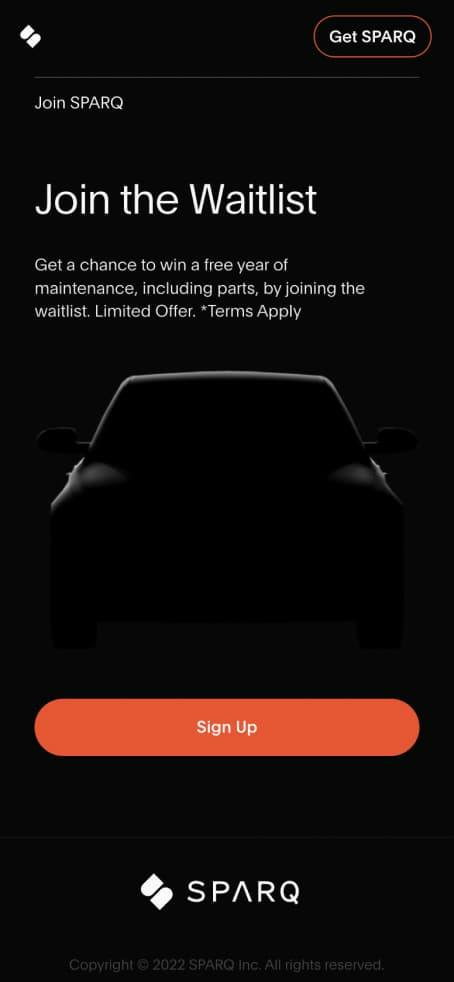 Get SPARQ
Join SPARQ
Join the Waitlist
Get a chance to win a free year of
maintenance, including parts, by joining the
waitlist. Limited Offer. *Terms Apply
Sign Up
SPARQ
Copyright © 2022 SPARQ Inc. All rights reserved.